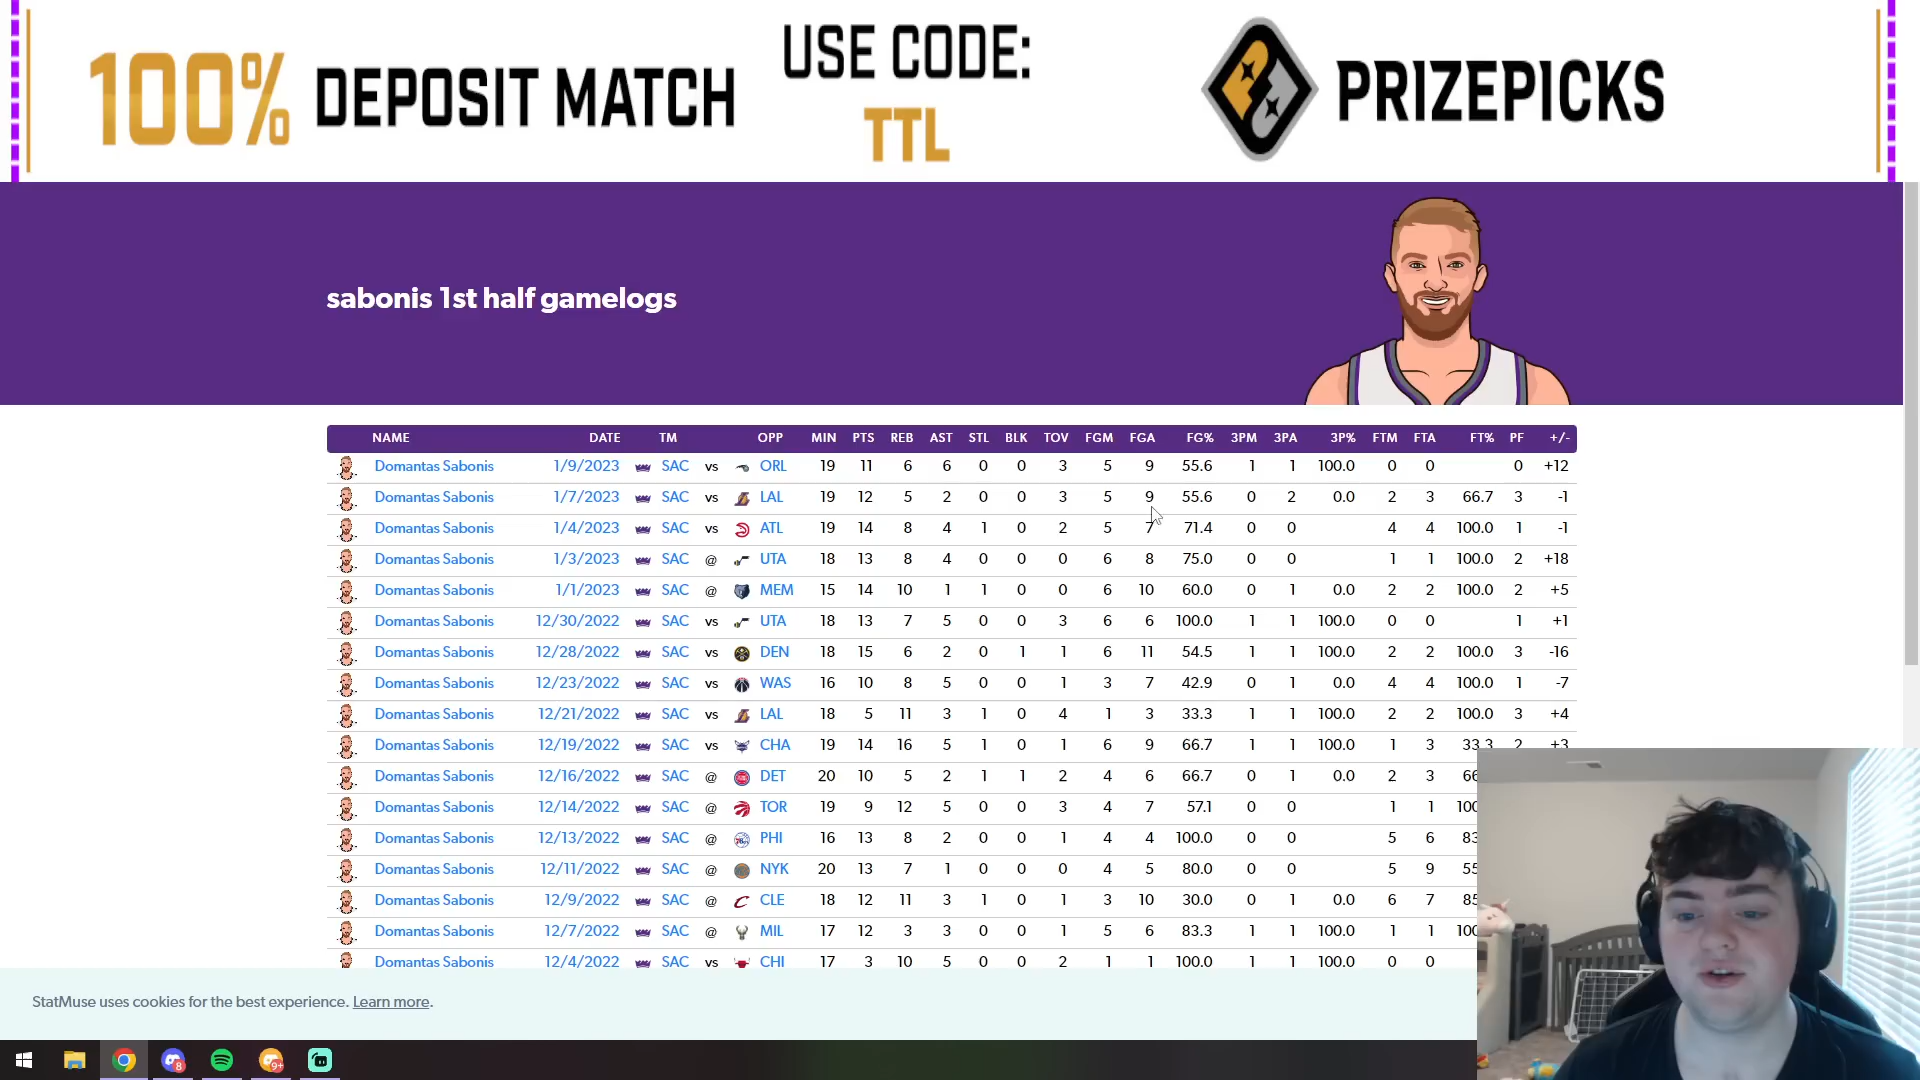 100% DEPOSIT MATCH
USE CODE:
TTL
PRIZEPICKS
sabonis 1st half gamelogs
NAME DATE TM OPP MIN PTS REB AST STL BLK TOV FGM FGA FG% 3PM 3PA 3P% FTM FTA FT% PF +/-
Domantas Sabonis 1/9/2023 SAC vs ORL 19 11 6 6 0 0 3 5 9 55.6 1 1 100.0 0 0 0 +12
Domantas Sabonis 1/7/2023 SAC vs LAL 19 12 5 2 0 0 3 5 9 55.6 0 2 0.0 2 3 66.7 3 -1
Domantas Sabonis 1/4/2023 SAC vs ATL 19 14 8 4 1 0 2 5 7 71.4 0 0 4 4 100.0 1 -1
Domantas Sabonis 1/3/2023 SAC @ UTA 18 13 8 4 0 0 0 6 8 75.0 0 0 1 1 100.0 2 +18
Domantas Sabonis 1/1/2023 SAC @ MEM 15 14 10 1 1 0 0 6 10 60.0 0 1 0.0 2 2 100.0 2 +5
Domantas Sabonis 12/30/2022 SAC vs UTA 18 13 7 5 0 0 3 6 6 100.0 1 1 100.0 0 0 1 +1
Domantas Sabonis 12/28/2022 SAC vs DEN 18 15 6 2 0 1 1 6 11 54.5 1 1 100.0 2 2 100.0 3 -16
Domantas Sabonis 12/23/2022 SAC vs WAS 16 10 8 5 0 0 1 3 7 42.9 0 1 0.0 4 4 100.0 1 -7
Domantas Sabonis 12/21/2022 SAC vs LAL 18 5 11 3 1 0 4 1 3 33.3 1 1 100.0 2 2 100.0 3 +4
Domantas Sabonis 12/19/2022 SAC vs CHA 19 14 16 5 1 0 1 6 9 66.7 1 1 100.0 1 3 33.3 2 +3
Domantas Sabonis 12/16/2022 SAC @ DET 20 10 5 2 1 1 2 4 6 66.7 0 1 0.0 2 3 66
Domantas Sabonis 12/14/2022 SAC @ TOR 19 9 12 5 0 0 3 4 7 57.1 0 0 1 1 100
Domantas Sabonis 12/13/2022 SAC @ PHI 16 13 8 2 0 0 1 4 4 100.0 0 0 5 6 83
Domantas Sabonis 12/11/2022 SAC @ NYK 20 13 7 1 0 0 0 4 5 80.0 0 0 5 9 55
Domantas Sabonis 12/9/2022 SAC @ CLE 18 12 11 3 1 0 1 3 10 30.0 0 1 0.0 6 7 85
Domantas Sabonis 12/7/2022 SAC @ MIL 17 12 3 3 0 0 1 5 6 83.3 1 1 100.0 1 1 100
Domantas Sabonis 12/4/2022 SAC vs CHI 17 3 10 5 0 0 2 1 1 100.0 1 1 100.0 0 0
StatMuse uses cookies for the best experience. Learn more.
8
9+